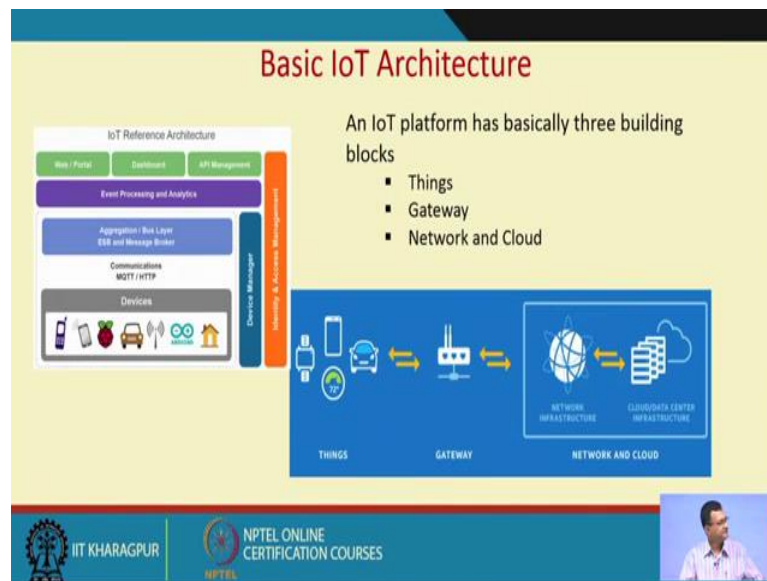 Basic IoT Architecture
IoT Reference Architecture
Web / Portal
Dashboard
API Management
Event Processing and Analytics
Aggregation / Bus Layer
ESB and Message Broker
Communications
MQTT / HTTP
Devices
ARDUINO
Device Manager
Identity & Access Management
An IoT platform has basically three building
blocks
▪ Things
▪ Gateway
▪ Network and Cloud
72°
NETWORK
INFRASTRUCTURE
CLOUD/DATA CENTER
INFRASTRUCTURE
THINGS
GATEWAY
NETWORK AND CLOUD
IIT KHARAGPUR
NPTEL
NPTEL ONLINE
CERTIFICATION COURSES